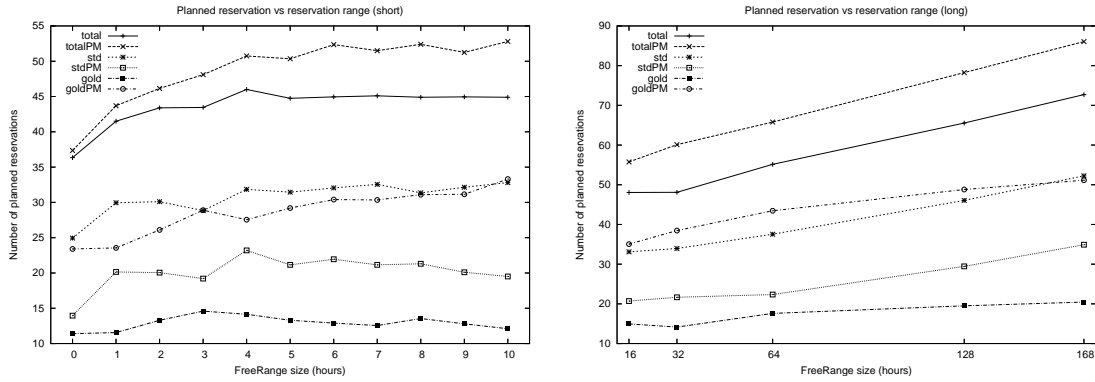 Planned reservation vs reservation range (short)
Number of planned reservations
55
50
45
40
35
30
25
20
15
10
total
totalPM
std
stdPM
gold
goldPM
0 1 2 3 4 5 6 7 8 9 10
FreeRange size (hours)
Planned reservation vs reservation range (long)
Number of planned reservations
90
80
70
60
50
40
30
20
10
total
totalPM
std
stdPM
gold
goldPM
16 32 64 128 168
FreeRange size (hours)